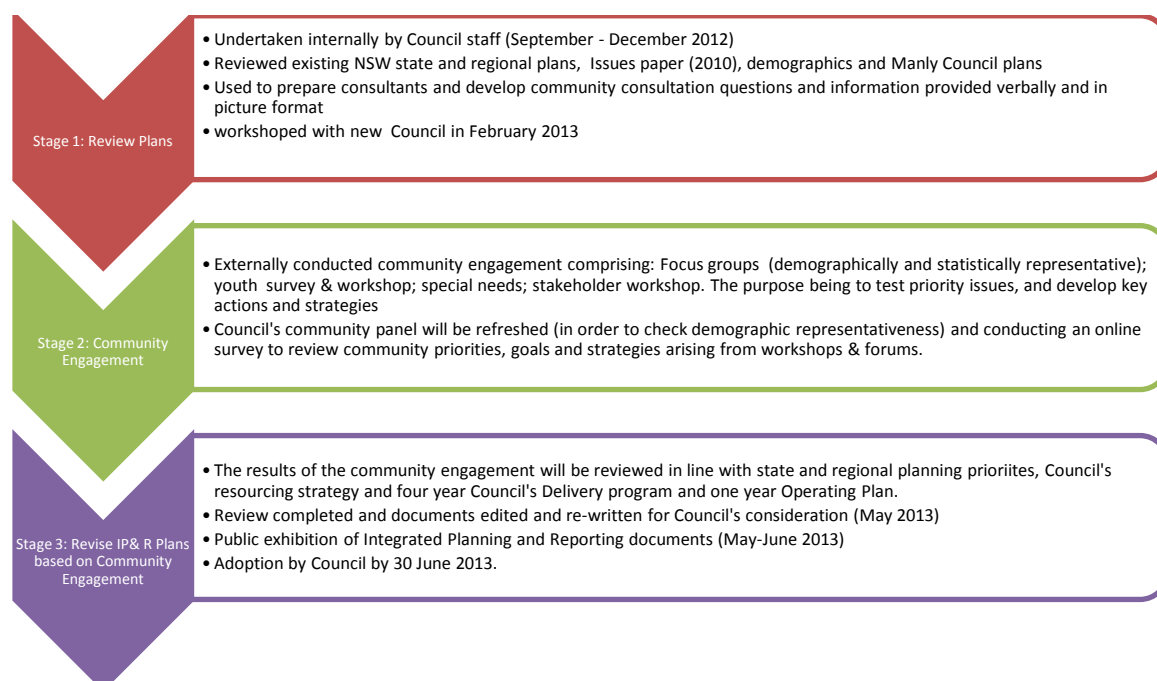 • Undertaken internally by Council staff (September - December 2012)
• Reviewed existing NSW state and regional plans,  Issues paper (2010), demographics and Manly Council plans
• Used to prepare consultants and develop community consultation questions and information provided verbally and in
picture format
• workshoped with new  Council in February 2013
Stage 1: Review Plans
• Externally conducted community engagement comprising: Focus groups  (demographically and statistically representative);
youth  survey & workshop; special needs; stakeholder workshop. The purpose being to test priority issues, and develop key
actions and strategies
• Council's community panel will be refreshed (in order to check demographic representativeness) and conducting an online
survey to review community priorities, goals and strategies arising from workshops & forums.
Stage 2: Community
Engagement
• The results of the community engagement will be reviewed in line with state and regional planning prioriites, Council's
resourcing strategy and four year Council's Delivery program and one year Operating Plan.
• Review completed and documents edited and re-written for Council's consideration (May 2013)
• Public exhibition of Integrated Planning and Reporting documents (May-June 2013)
• Adoption by Council by 30 June 2013.
Stage 3: Revise IP& R Plans
based on Community
Engagement